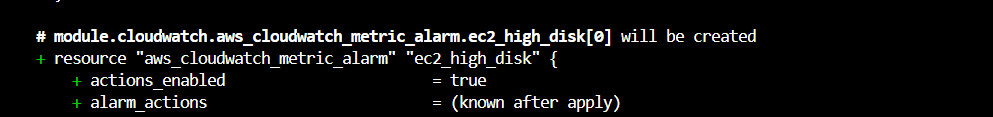 # module.cloudwatch.aws_cloudwatch_metric_alarm.ec2_high_disk[0] will be created
+ resource "aws_cloudwatch_metric_alarm" "ec2_high_disk" {
+ actions_enabled = true
+ alarm_actions = (known after apply)